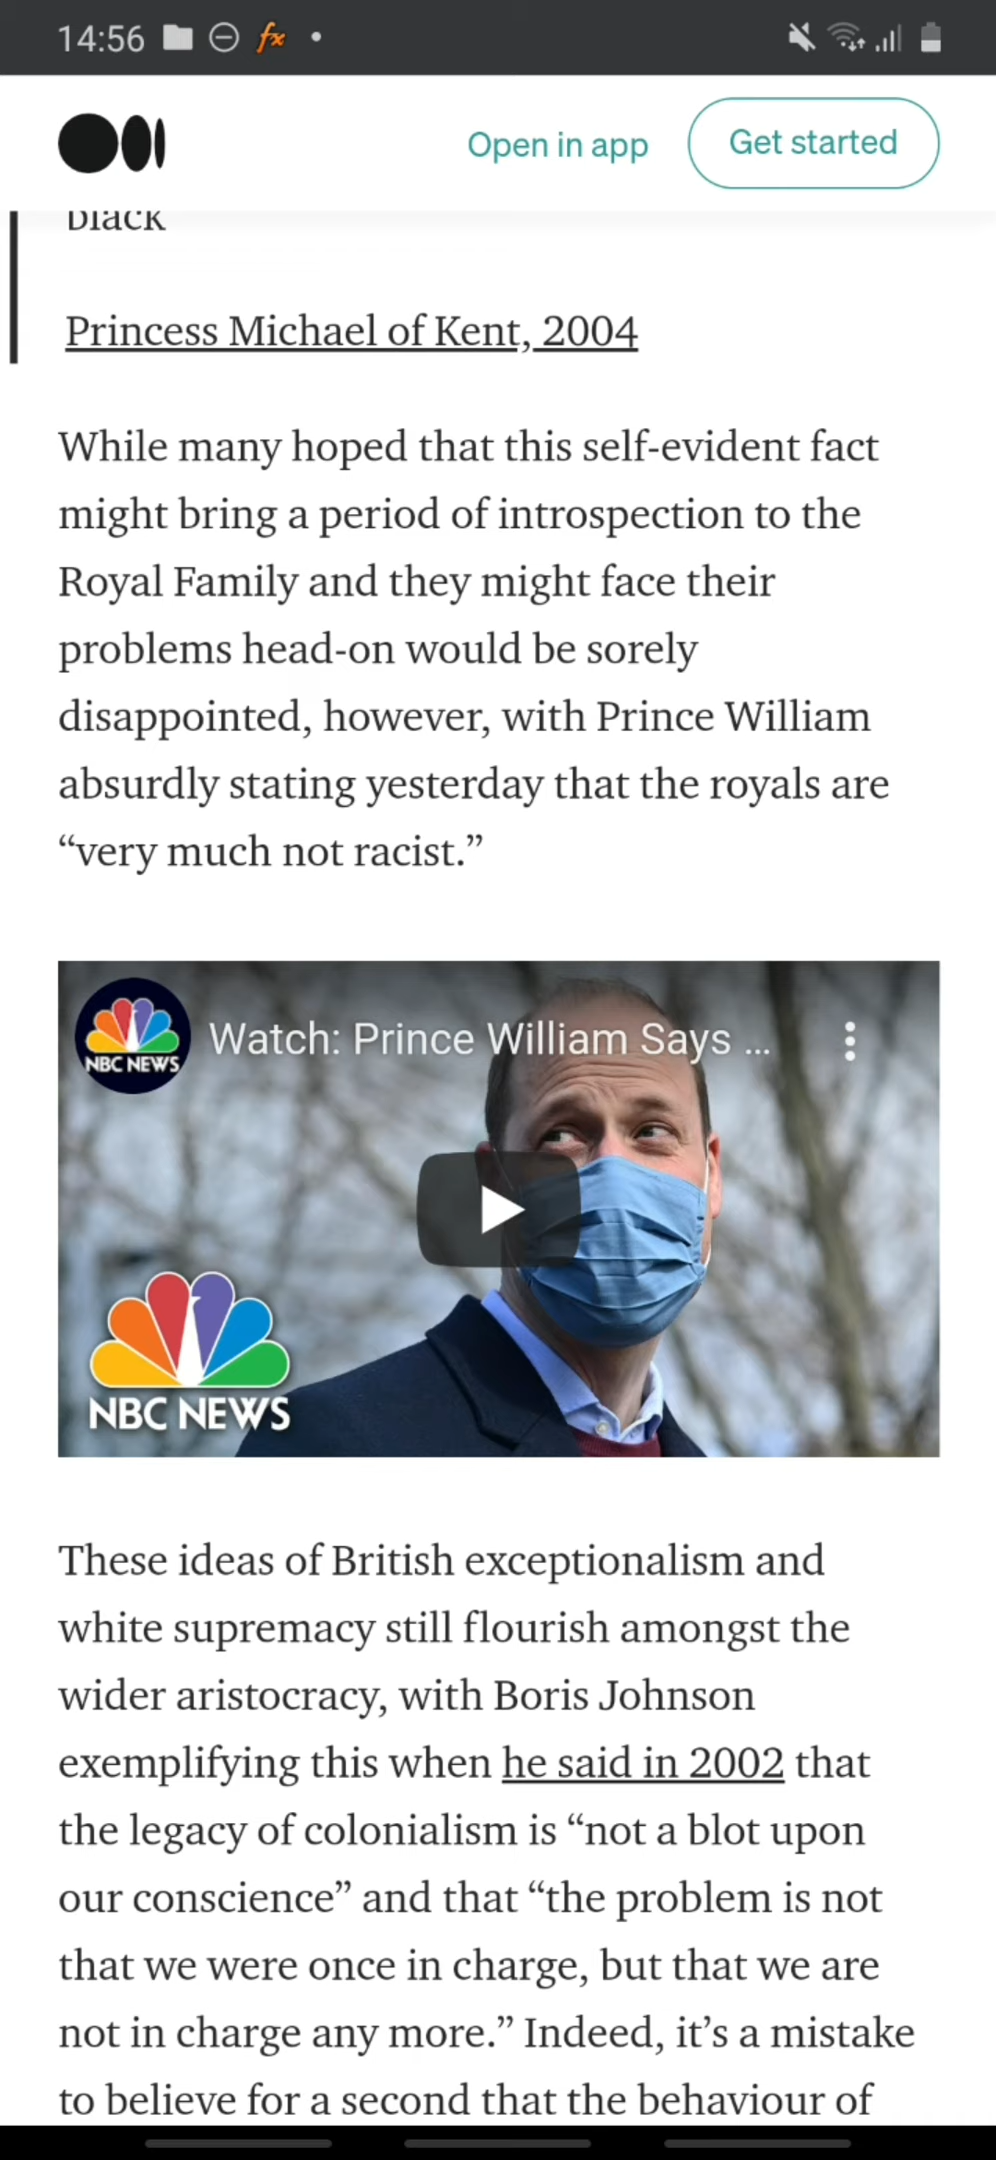 14:56
Open in app
Get started
black
Princess Michael of Kent, 2004
While many hoped that this self-evident fact
might bring a period of introspection to the
Royal Family and they might face their
problems head-on would be sorely
disappointed, however, with Prince William
absurdly stating yesterday that the royals are
“very much not racist.”
NBC NEWS
Watch: Prince William Says ...
NBC NEWS
These ideas of British exceptionalism and
white supremacy still flourish amongst the
wider aristocracy, with Boris Johnson
exemplifying this when he said in 2002 that
the legacy of colonialism is “not a blot upon
our conscience” and that “the problem is not
that we were once in charge, but that we are
not in charge any more.” Indeed, it’s a mistake
to believe for a second that the behaviour of